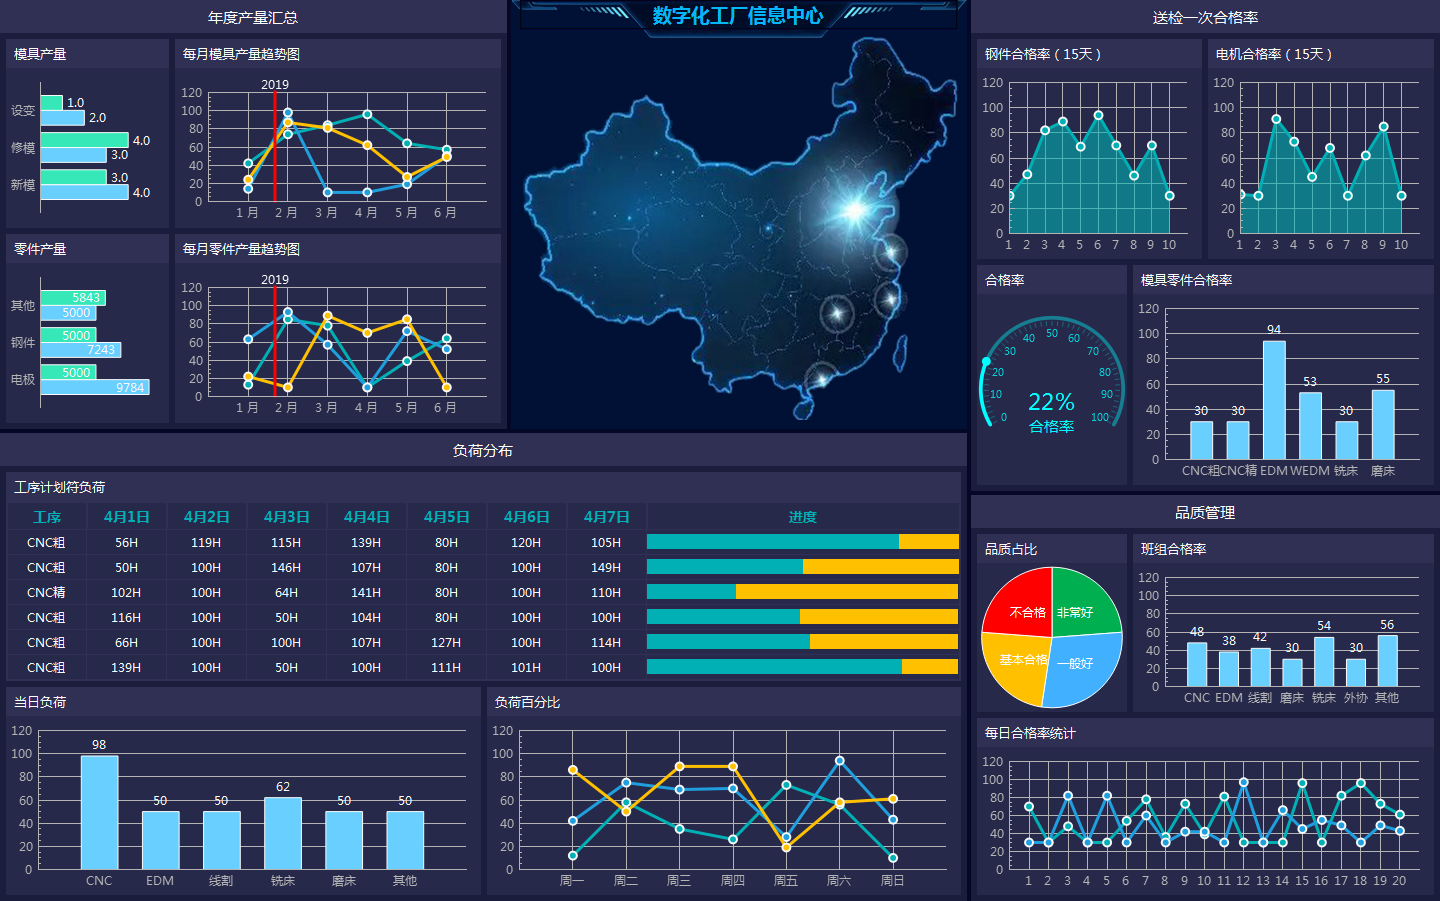 年度产量汇总
模具产量
设变
修模
新模
1.0
2.0
4.0
3.0
3.0
4.0
每月模具产量趋势图
2019
120
100
80
60
40
20
0
1 月 2 月 3 月 4 月 5 月 6 月
零件产量
其他
钢件
电极
5843
5000
5000
7243
5000
9784
每月零件产量趋势图
2019
120
100
80
60
40
20
0
1 月 2 月 3 月 4 月 5 月 6 月
数字化工厂信息中心
送检一次合格率
钢件合格率（15天）
120
100
80
60
40
20
0
1 2 3 4 5 6 7 8 9 10
电机合格率（15天）
120
100
80
60
40
20
0
1 2 3 4 5 6 7 8 9 10
合格率
0 10 20 30 40 50 60 70 80 90 100
22%
合格率
模具零件合格率
120
100
80
60
40
20
0
30 30 94 53 30 55
CNC粗 CNC精 EDM WEDM 铣床 磨床
负荷分布
工序计划符负荷
工序 4月1日 4月2日 4月3日 4月4日 4月5日 4月6日 4月7日 进度
CNC粗 56H 119H 115H 139H 80H 120H 105H
CNC粗 50H 100H 146H 107H 80H 100H 149H
CNC精 102H 100H 64H 141H 80H 100H 110H
CNC粗 116H 100H 50H 104H 80H 100H 100H
CNC粗 66H 100H 100H 107H 127H 100H 114H
CNC粗 139H 100H 50H 100H 111H 101H 100H
当日负荷
120
100
80
60
40
20
0
98 50 50 62 50 50
CNC EDM 线割 铣床 磨床 其他
负荷百分比
120
100
80
60
40
20
0
周一 周二 周三 周四 周五 周六 周日
品质管理
品质占比
不合格 非常好
基本合格 一般好
班组合格率
120
100
80
60
40
20
0
48 38 42 30 54 30 56
CNC EDM 线割 磨床 铣床 外协 其他
每日合格率统计
120
100
80
60
40
20
0
1 2 3 4 5 6 7 8 9 10 11 12 13 14 15 16 17 18 19 20